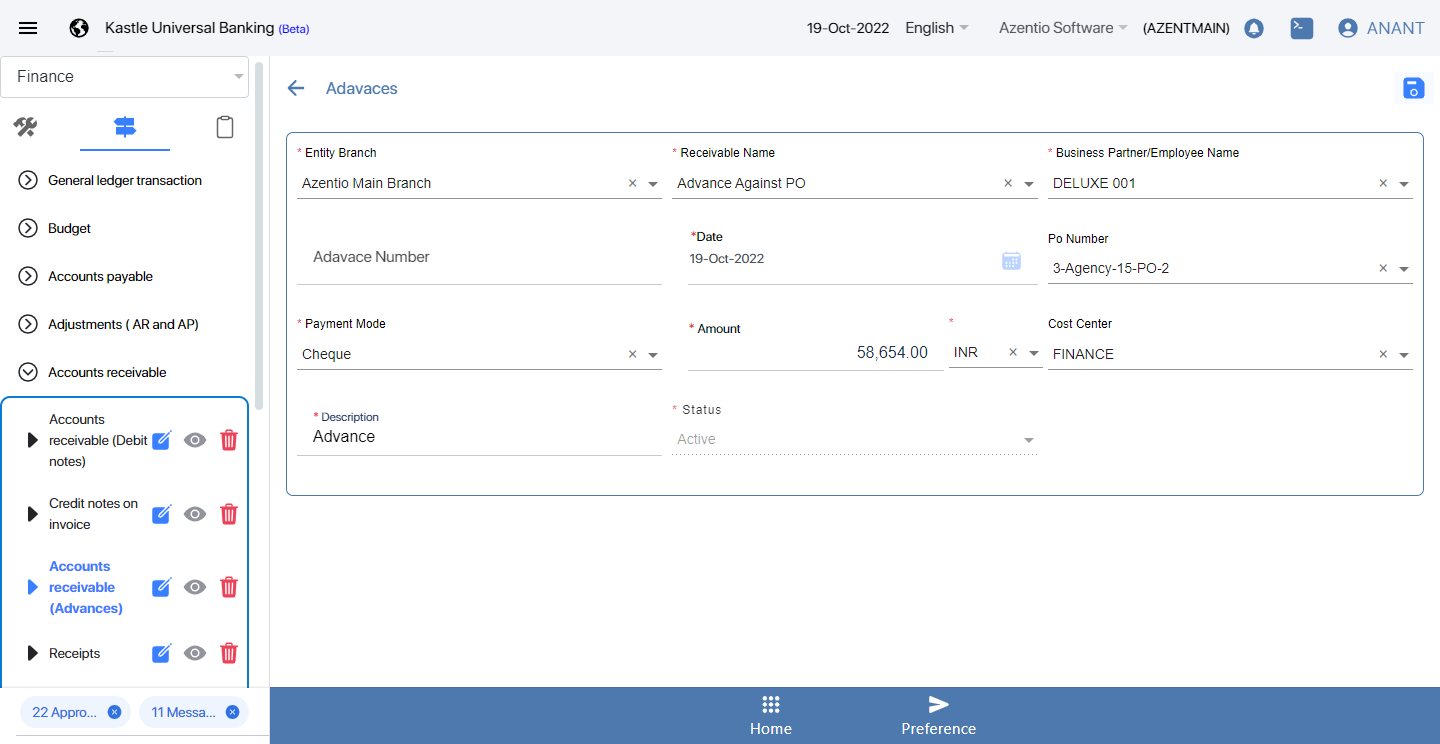 Kastle Universal Banking (Beta)
19-Oct-2022 English Azentio Software (AZENTMAIN) ANANT
Finance
General ledger transaction
Budget
Accounts payable
Adjustments ( AR and AP)
Accounts receivable
Accounts
receivable (Debit
notes)
Credit notes on
invoice
Accounts
receivable
(Advances)
Receipts
22 Appro...
11 Messa...
Adavaces
* Entity Branch
Azentio Main Branch
* Receivable Name
Advance Against PO
* Business Partner/Employee Name
DELUXE 001
Adavace Number
*Date
19-Oct-2022
Po Number
3-Agency-15-PO-2
* Payment Mode
Cheque
* Amount
58,654.00
*
INR
Cost Center
FINANCE
* Description
Advance
* Status
Active
Home
Preference